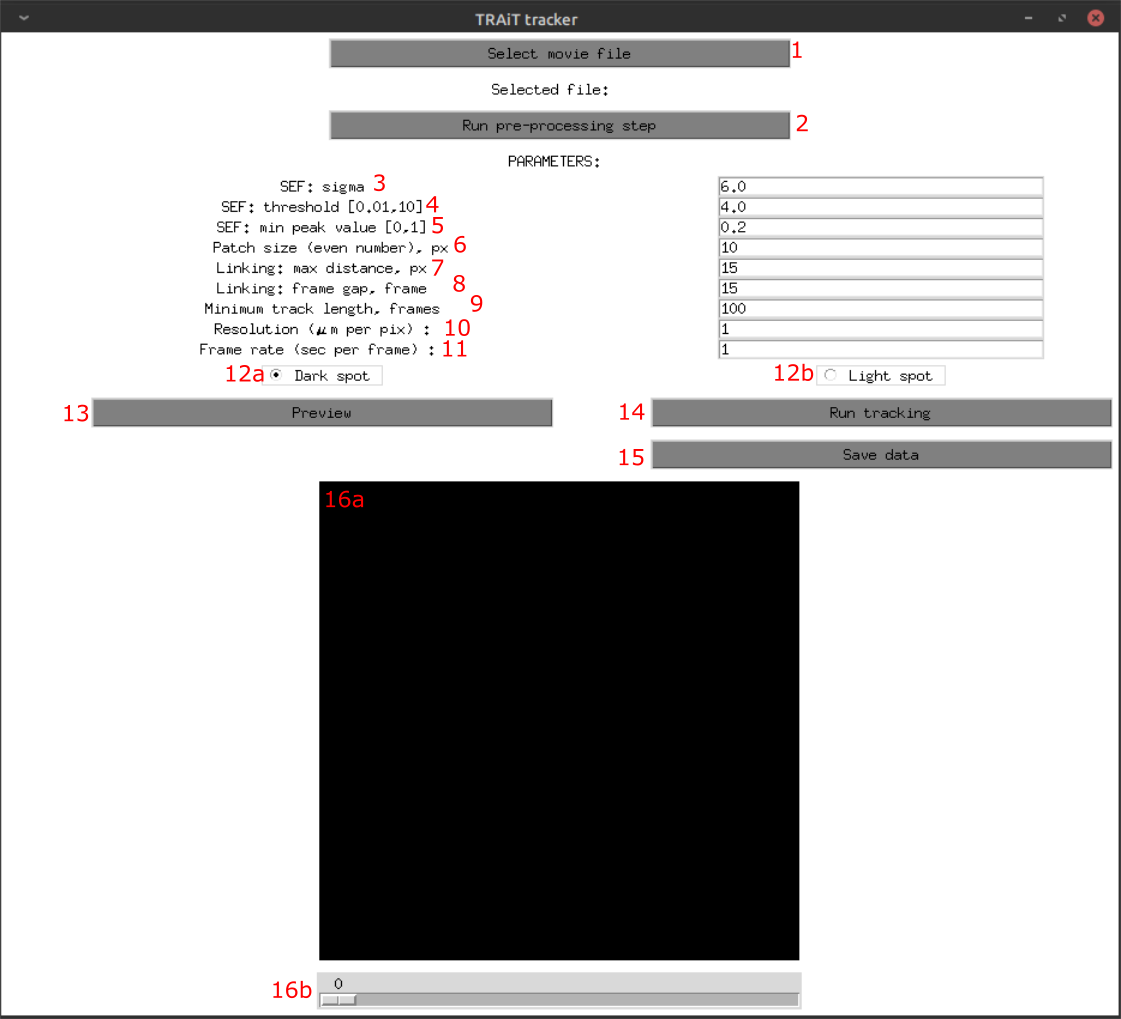 TRAiT tracker
Select movie file 1
Selected file:
Run pre-processing step 2
PARAMETERS:
SEF: sigma 3 6.0
SEF: threshold [0.01,10] 4 4.0
SEF: min peak value [0,1] 5 0.2
Patch size (even number), px 6 10
Linking: max distance, px 7 15
Linking: frame gap, frame 8 15
Minimum track length, frames 9 100
Resolution (μm per pix) : 10 1
Frame rate (sec per frame) : 11 1
12a Dark spot 12b Light spot
13 Preview 14 Run tracking
15 Save data
16a
0
16b